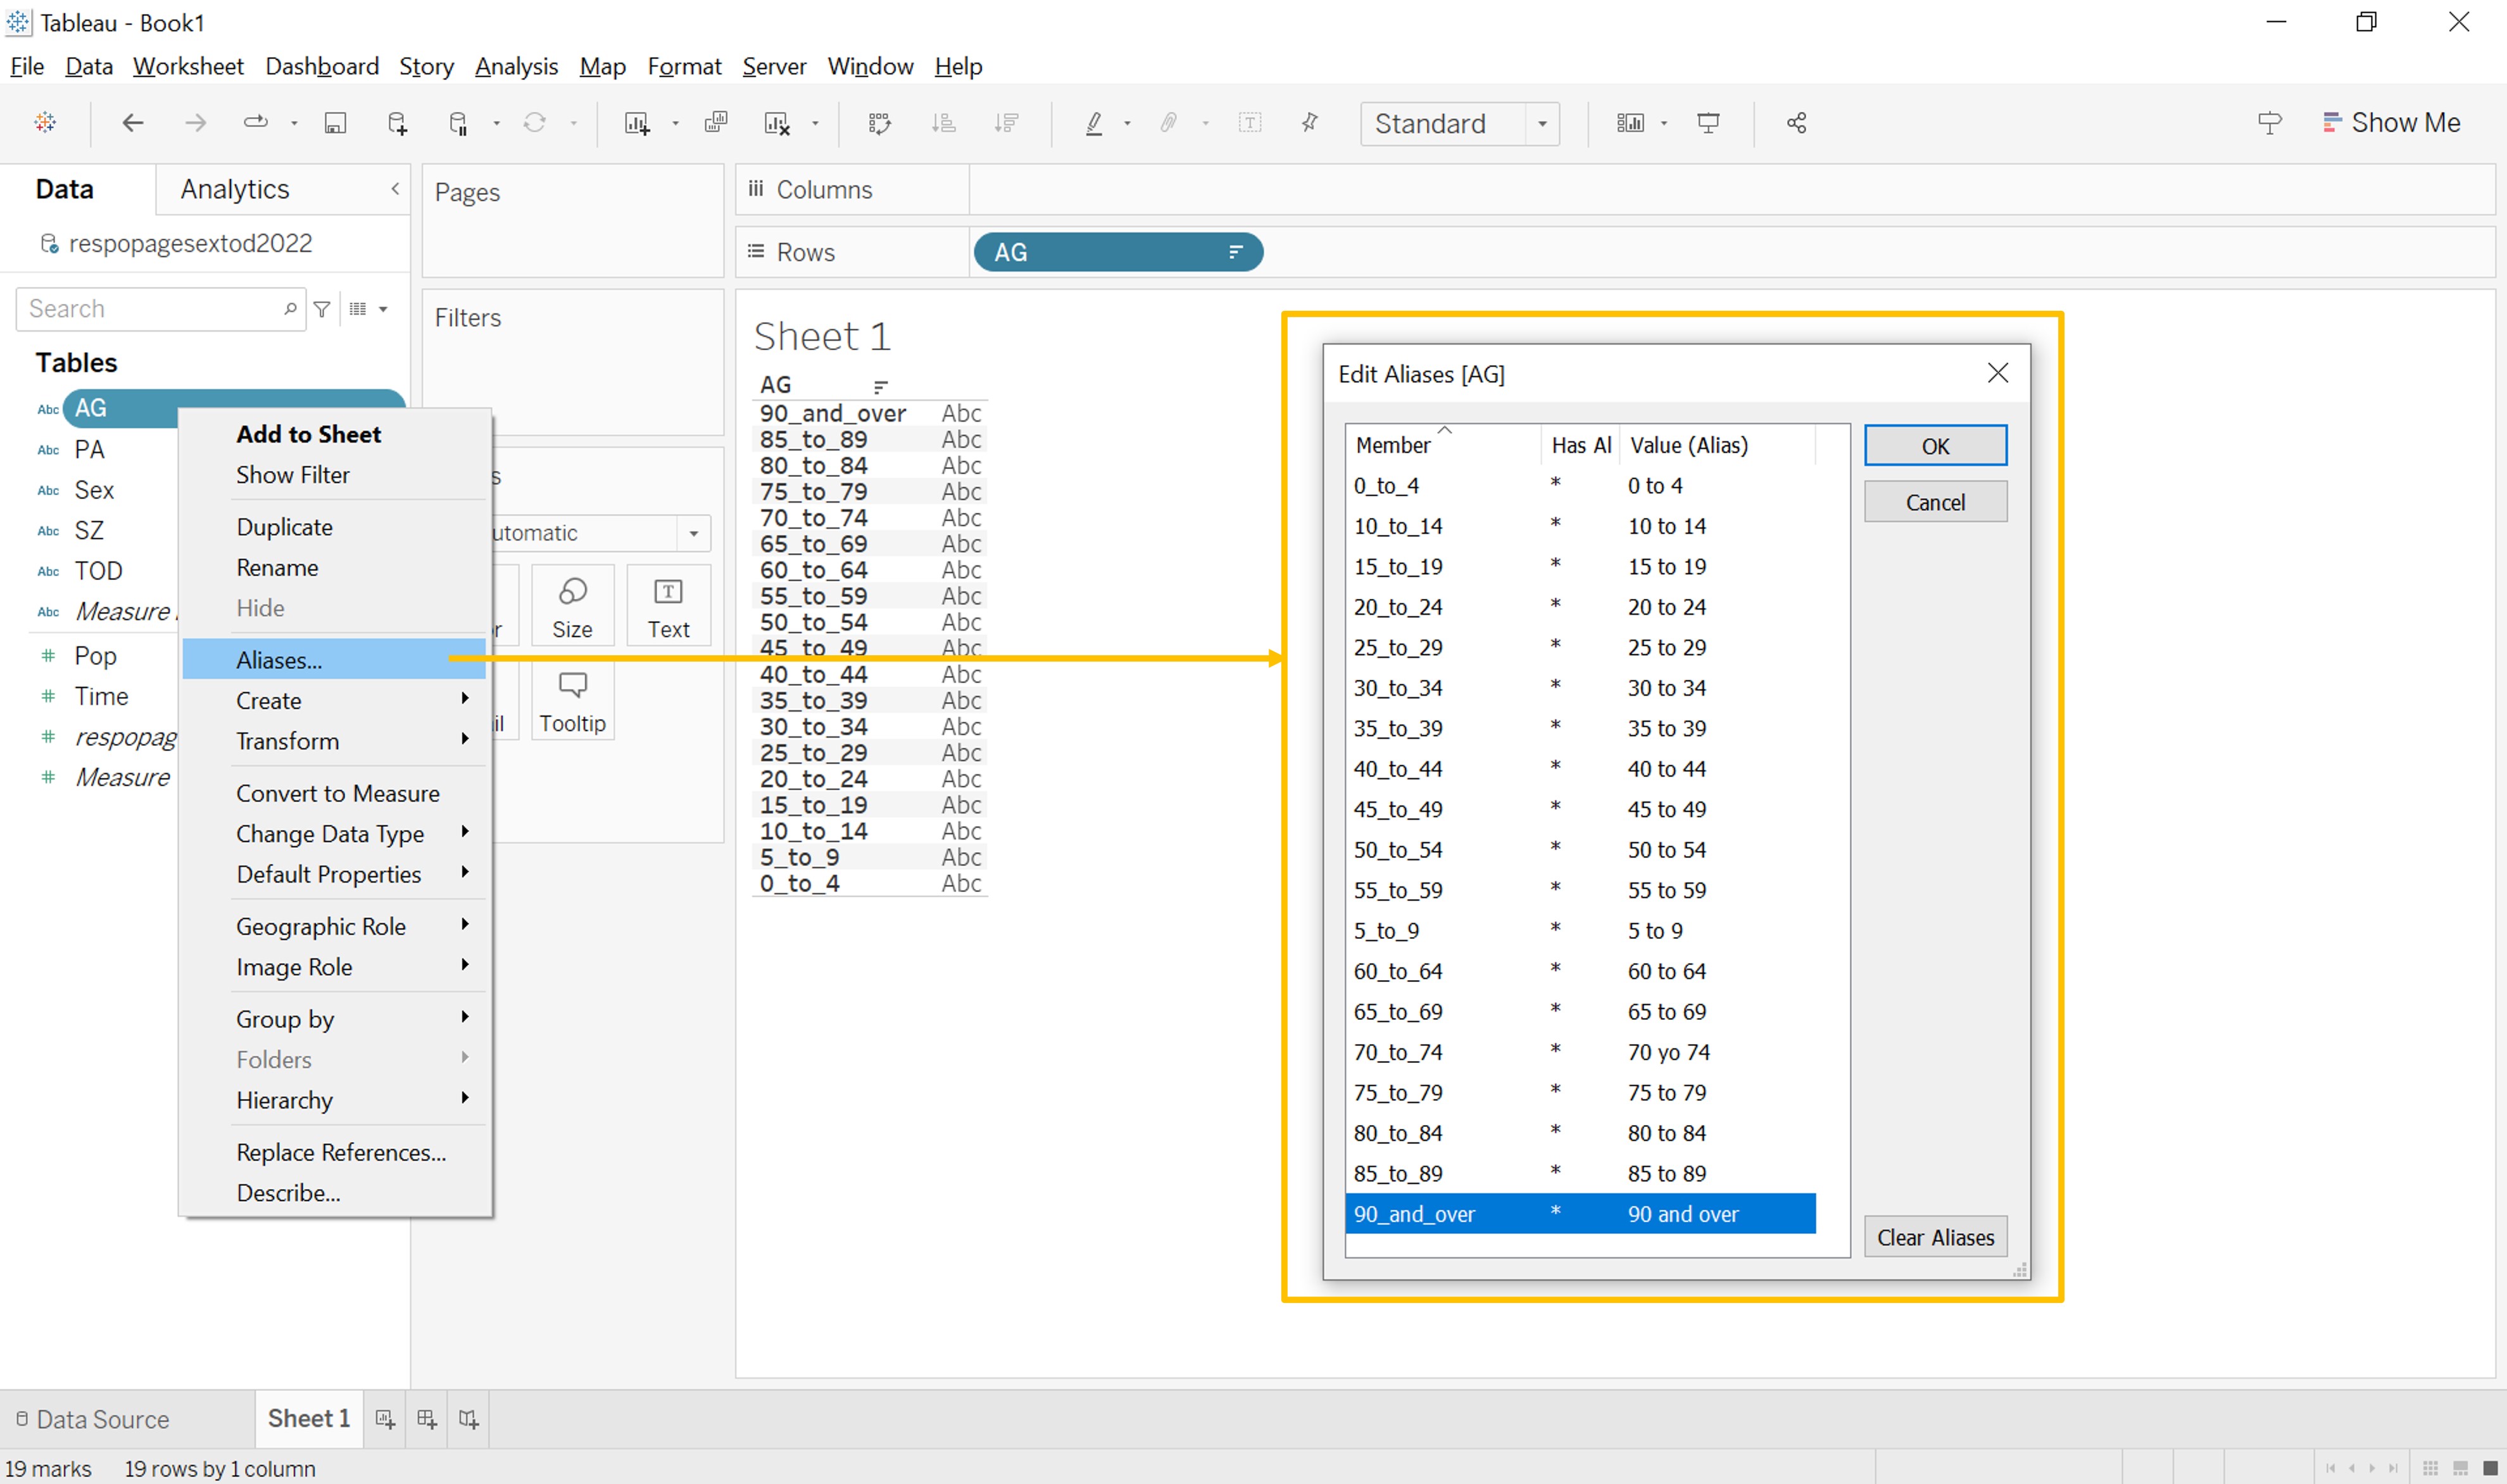 Tableau - Book1
File Data Worksheet Dashboard Story Analysis Map Format Server Window Help
Standard
Show Me
Data
Analytics
respopagesextod2022
Search
Tables
Abc AG
Abc PA
Abc Sex
Abc SZ
Abc TOD
Abc Measure
# Pop
# Time
# respopag
# Measure
Add to Sheet
Show Filter
Duplicate
Rename
Hide
Aliases...
Create
Transform
Convert to Measure
Change Data Type
Default Properties
Geographic Role
Image Role
Group by
Folders
Hierarchy
Replace References...
Describe...
Pages
Filters
s
utomatic
r
Size
Text
il
Tooltip
iii Columns
Rows
AG
Sheet 1
AG
90_and_over Abc
85_to_89 Abc
80_to_84 Abc
75_to_79 Abc
70_to_74 Abc
65_to_69 Abc
60_to_64 Abc
55_to_59 Abc
50_to_54 Abc
45_to_49 Abc
40_to_44 Abc
35_to_39 Abc
30_to_34 Abc
25_to_29 Abc
20_to_24 Abc
15_to_19 Abc
10_to_14 Abc
5_to_9 Abc
0_to_4 Abc
Edit Aliases [AG]
Member Has Al Value (Alias)
0_to_4 * 0 to 4
10_to_14 * 10 to 14
15_to_19 * 15 to 19
20_to_24 * 20 to 24
25_to_29 * 25 to 29
30_to_34 * 30 to 34
35_to_39 * 35 to 39
40_to_44 * 40 to 44
45_to_49 * 45 to 49
50_to_54 * 50 to 54
55_to_59 * 55 to 59
5_to_9 * 5 to 9
60_to_64 * 60 to 64
65_to_69 * 65 to 69
70_to_74 * 70 yo 74
75_to_79 * 75 to 79
80_to_84 * 80 to 84
85_to_89 * 85 to 89
90_and_over * 90 and over
OK
Cancel
Clear Aliases
Data Source
Sheet 1
19 marks 19 rows by 1 column